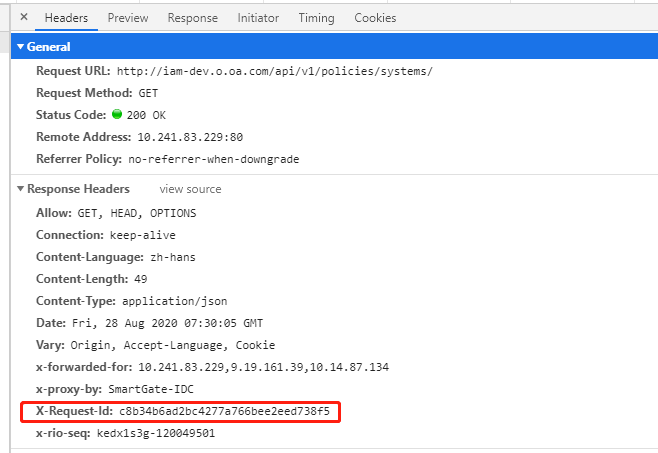 × Headers Preview Response Initiator Timing Cookies
General
Request URL: http://iam-dev.o.oa.com/api/v1/policies/systems/
Request Method: GET
Status Code: 200 OK
Remote Address: 10.241.83.229:80
Referrer Policy: no-referrer-when-downgrade
Response Headers view source
Allow: GET, HEAD, OPTIONS
Connection: keep-alive
Content-Language: zh-hans
Content-Length: 49
Content-Type: application/json
Date: Fri, 28 Aug 2020 07:30:05 GMT
Vary: Origin, Accept-Language, Cookie
x-forwarded-for: 10.241.83.229,9.19.161.39,10.14.87.134
x-proxy-by: SmartGate-IDC
X-Request-Id: c8b34b6ad2bc4277a766bee2eed738f5
x-rio-seq: kedx1s3g-120049501